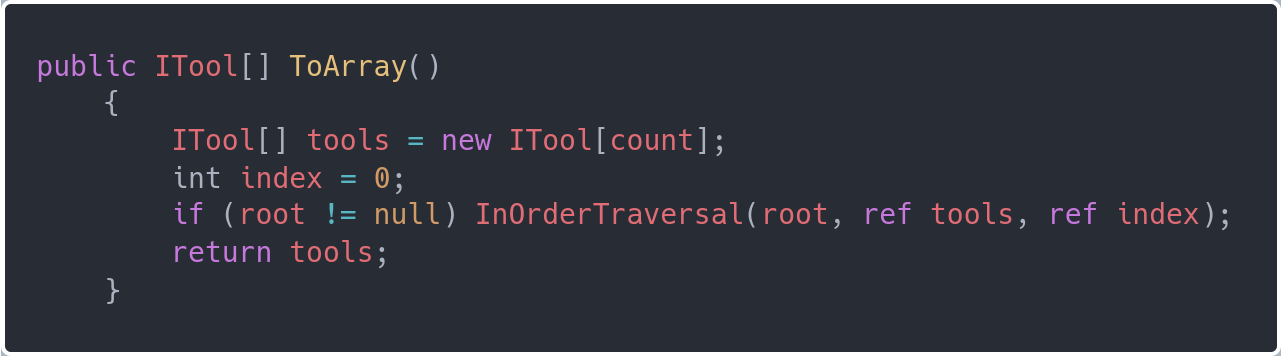 public ITool[] ToArray()
    {
        ITool[] tools = new ITool[count];
        int index = 0;
        if (root != null) InOrderTraversal(root, ref tools, ref index);
        return tools;
    }